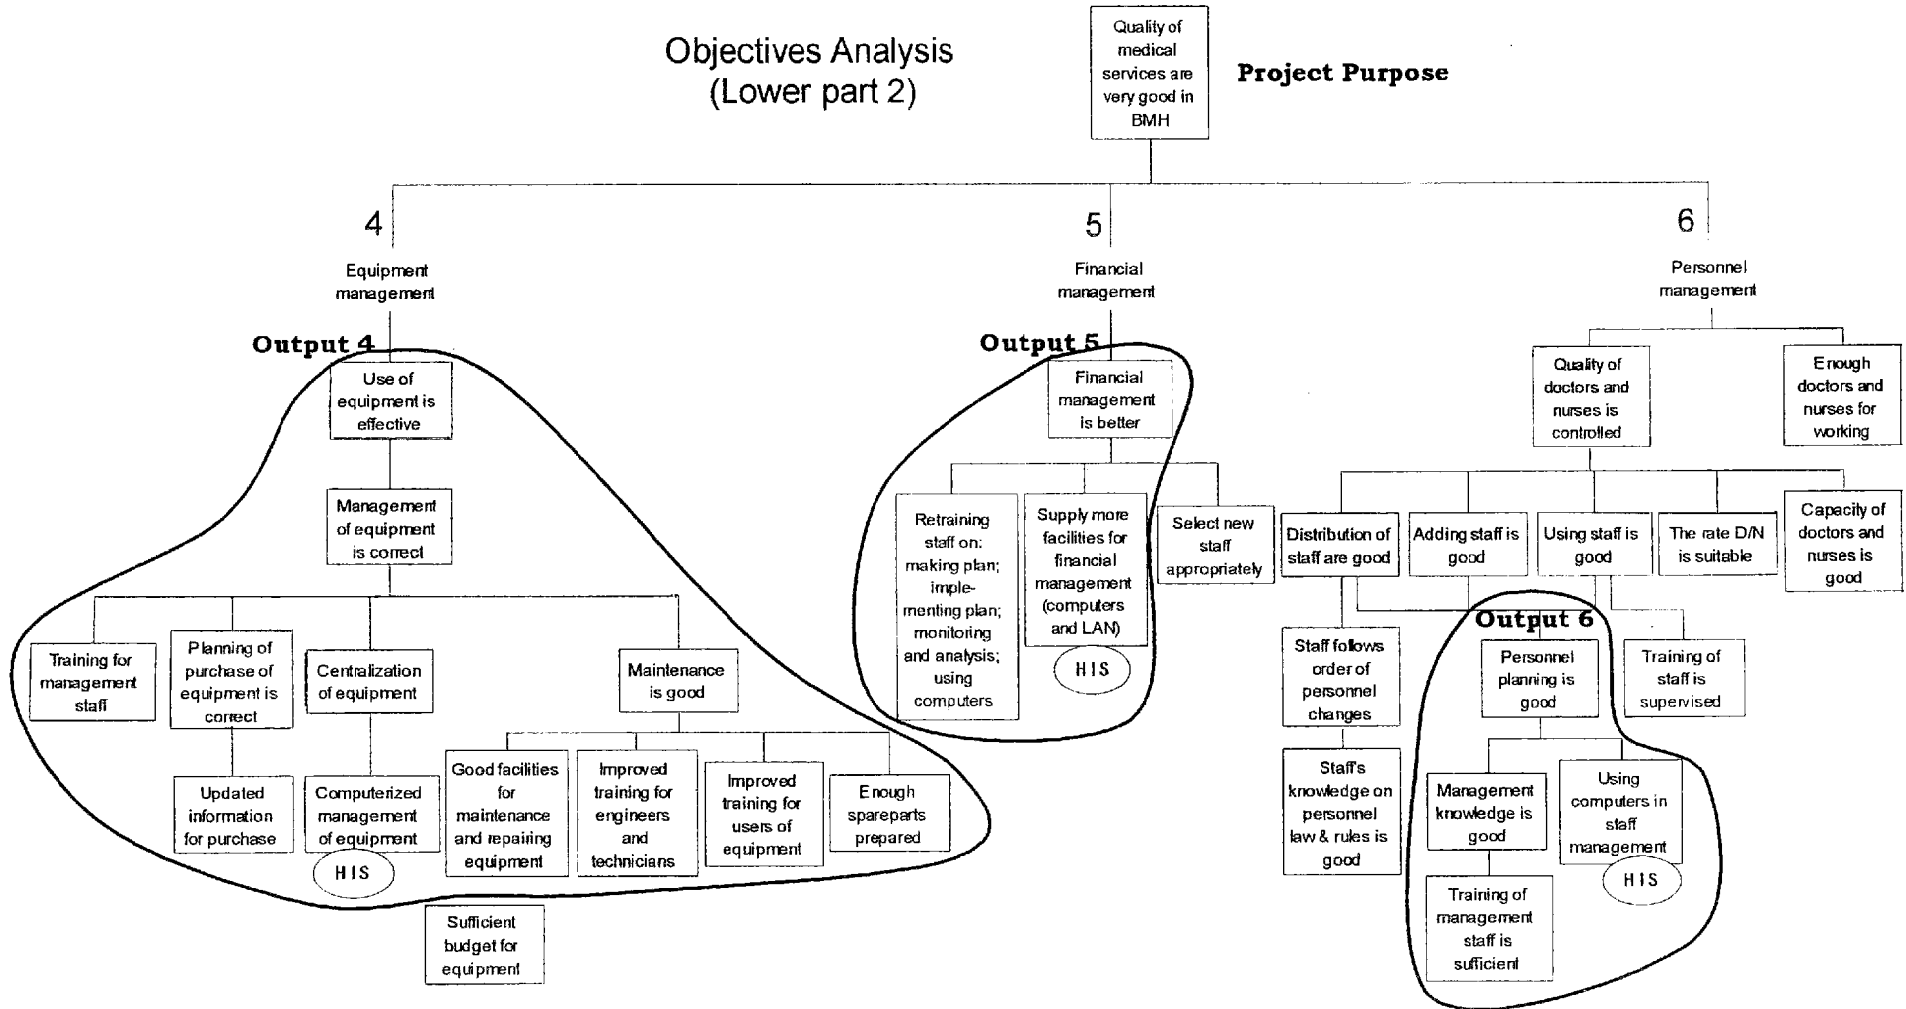 Objectives Analysis
(Lower part 2)
Quality of
medical
services are
very good in
BMH
Project Purpose
4
Equipment
management
5
Financial
management
6
Personnel
management
Output 4
Use of
equipment is
effective
Management
of equipment
is correct
Training for
management
staff
Planning of
purchase of
equipment is
correct
Centralization
of equipment
Maintenance
is good
Updated
information
for purchase
Computerized
management
of equipment
HIS
Good facilities
for
maintenance
and repairing
equipment
Improved
training for
engineers
and
technicians
Improved
training for
users of
equipment
Enough
spareparts
prepared
Sufficient
budget for
equipment
Output 5
Financial
management
is better
Retraining
staff on:
making plan;
imple-
menting plan;
monitoring
and analysis;
using
computers
Supply more
facilities for
financial
management
(computers
and LAN)
HIS
Select new
staff
appropriately
Quality of
doctors and
nurses is
controlled
Enough
doctors and
nurses for
working
Distribution of
staff are good
Adding staff is
good
Using staff is
good
The rate D/N
is suitable
Capacity of
doctors and
nurses is
good
Staff follows
order of
personnel
changes
Staff's
knowledge on
personnel
law & rules is
good
Output 6
Personnel
planning is
good
Training of
staff is
supervised
Management
knowledge is
good
Using
computers in
staff
management
HIS
Training of
management
staff is
sufficient